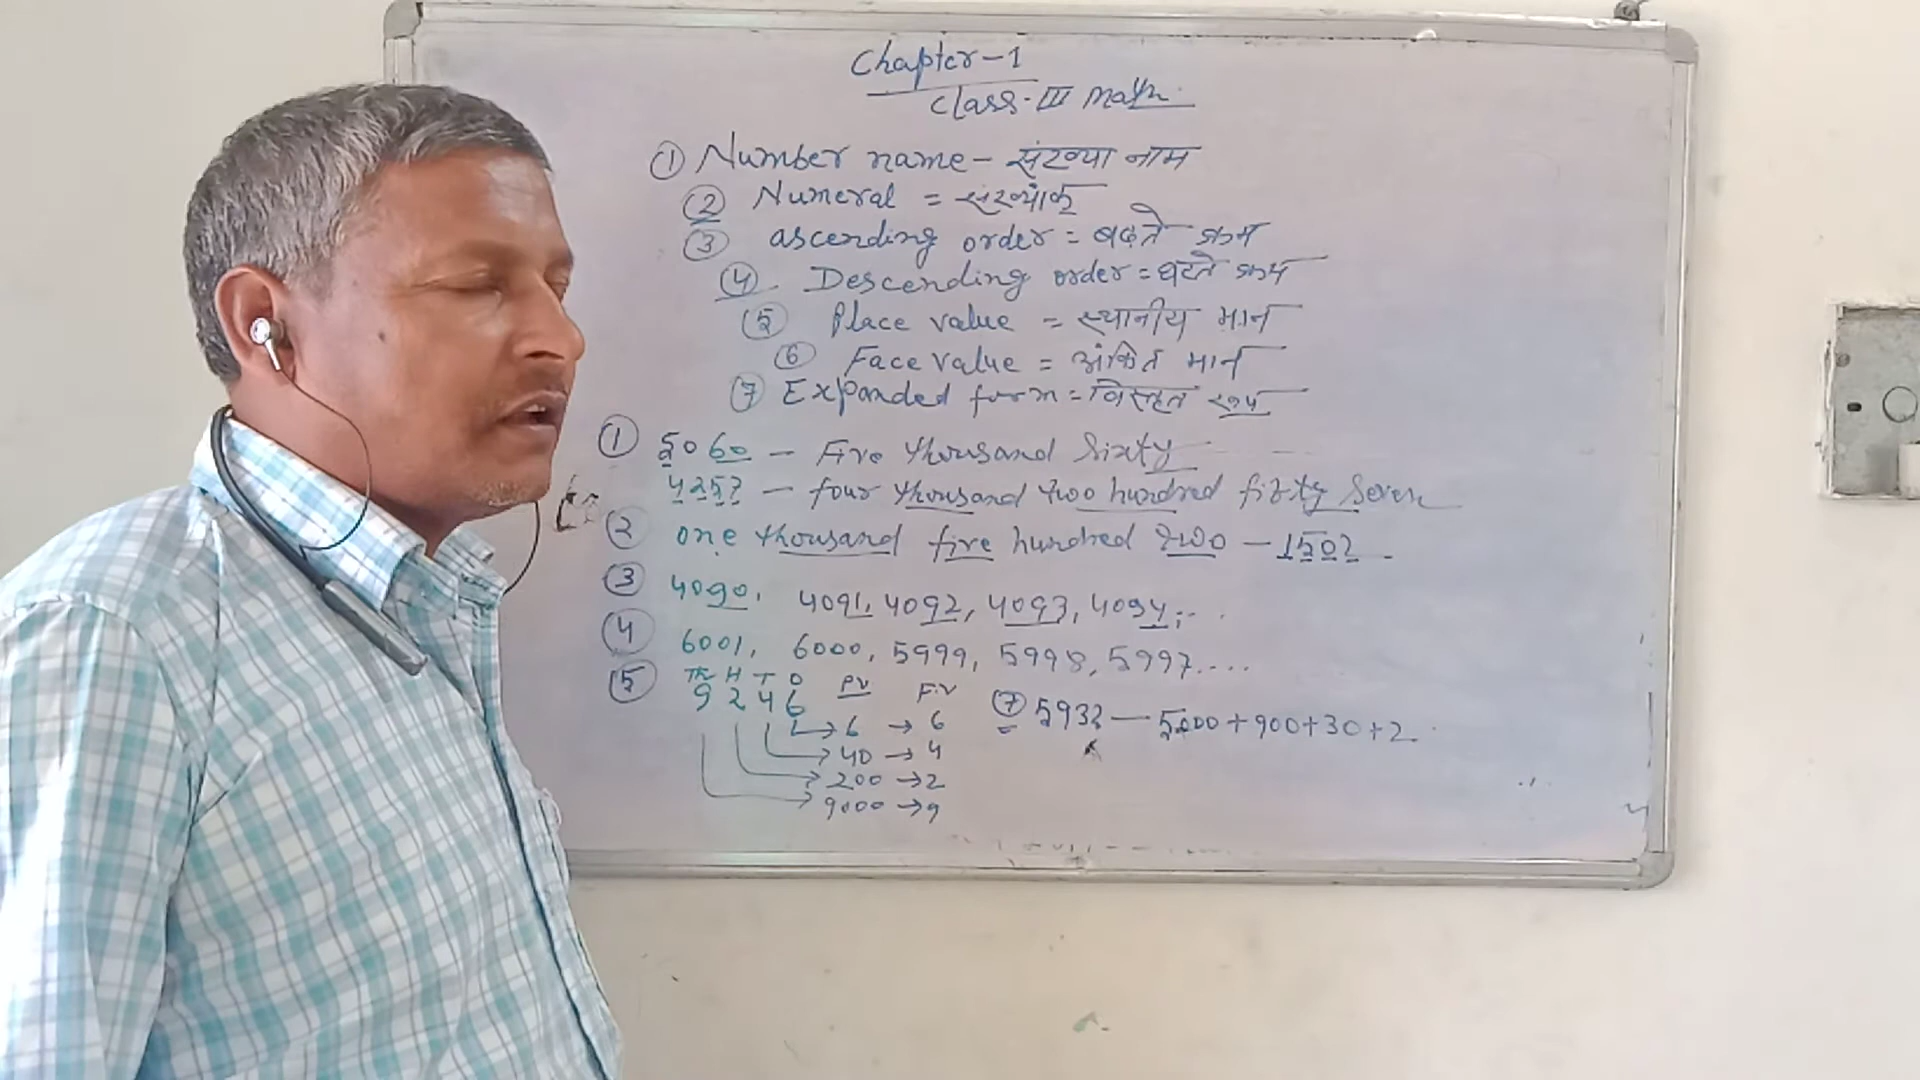 Chapter-1
Class-III math.
① Number name - संख्या नाम
② Numeral = संख्यांक
③ ascending order = बढ़ते क्रम
④ Descending order = घटते क्रम
⑤ Place value = स्थानीय मान
⑥ Face value = अंकित मान
⑦ Expanded form = विस्तृत रूप
① 5060 - Five thousand Sixty
4257 - four thousand two hundred fifty seven
② one thousand five hundred two - 1502
③ 4090, 4091, 4092, 4093, 4094, ...
④ 6001, 6000, 5999, 5998, 5997....
⑤ Th H T O PV F.V
9 2 4 6
→ 6 → 6
→ 40 → 4
→ 200 → 2
→ 9000 → 9
⑦ 5932 — 5000+900+30+2.